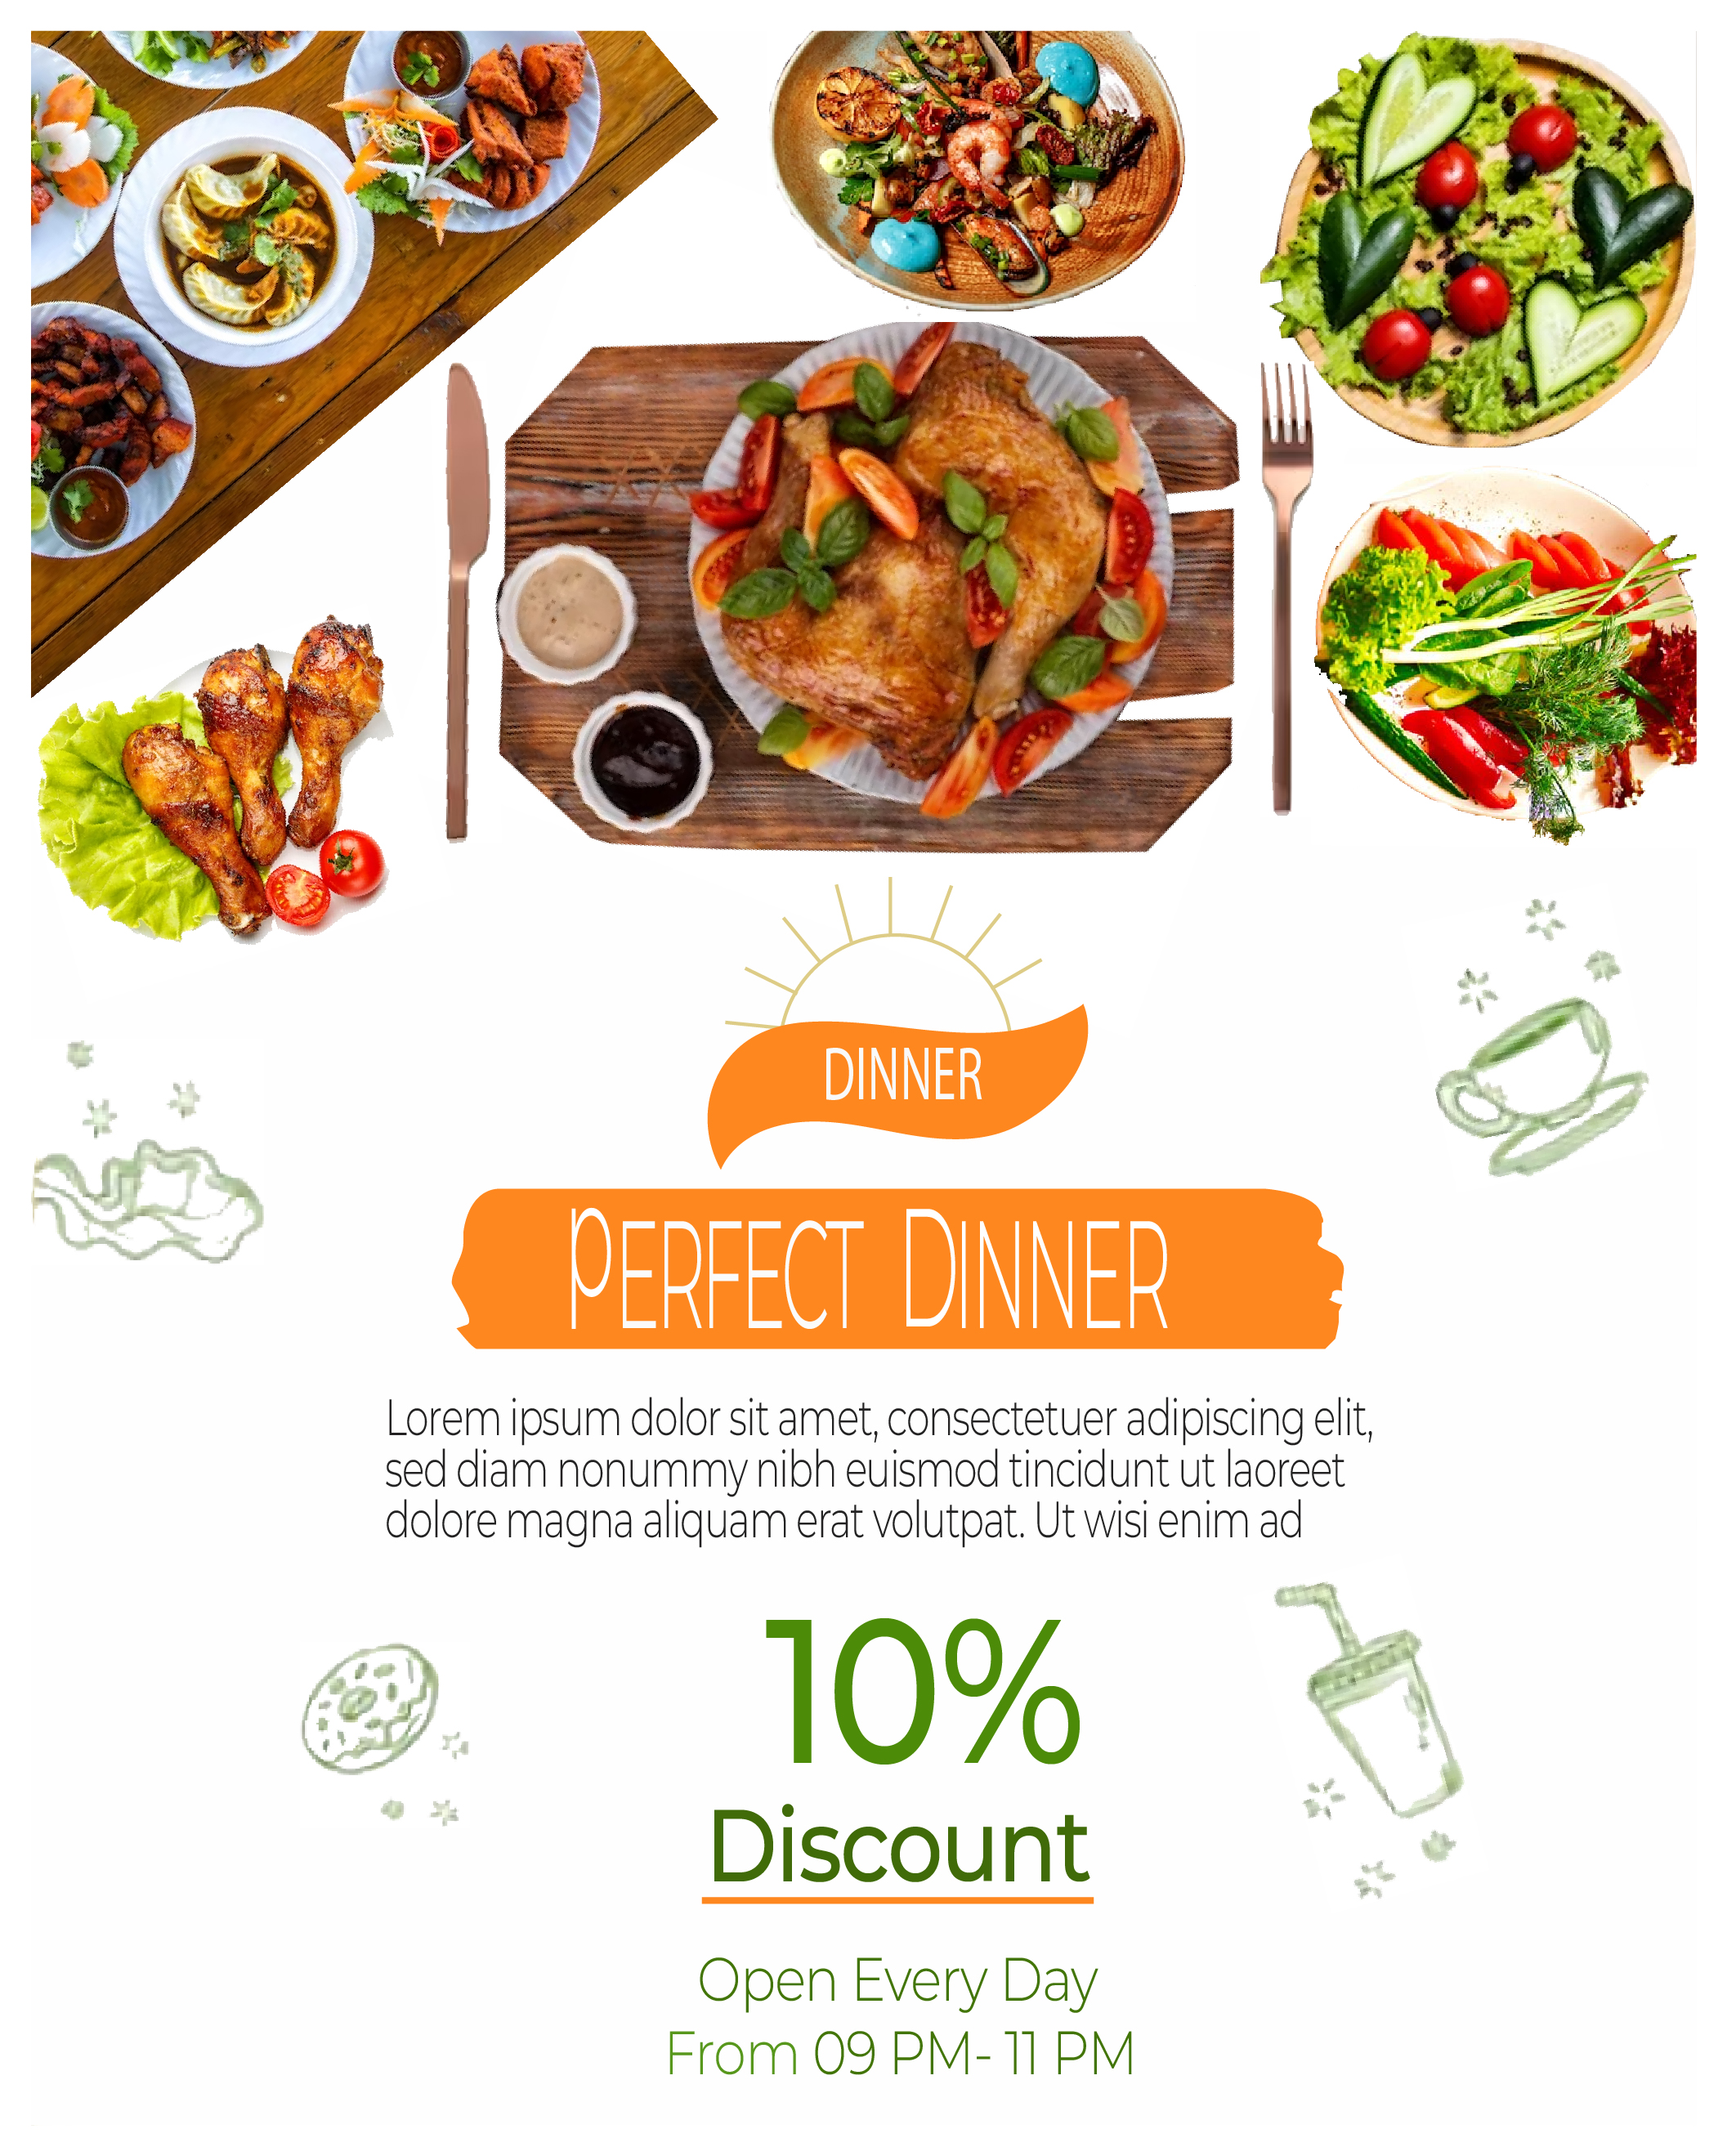 DINNER
PERFECT DINNER
Lorem ipsum dolor sit amet, consectetuer adipiscing elit,
sed diam nonummy nibh euismod tincidunt ut laoreet
dolore magna aliquam erat volutpat. Ut wisi enim ad
10%
Discount
Open Every Day
From 09 PM- 11 PM